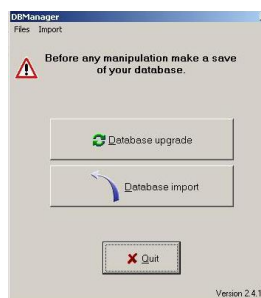 DBManager
Files Import
Before any manipulation make a save
of your database.
Database upgrade
Database import
Quit
Version 2.4.1